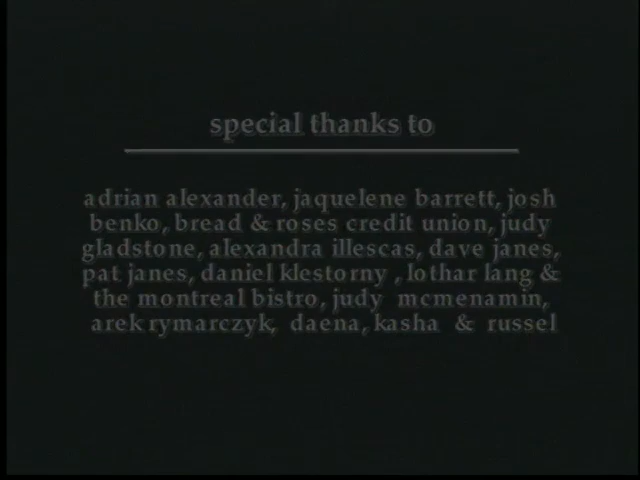 special thanks to
adrian alexander, jaquelene barrett, josh
benko, bread & roses credit union, judy
gladstone, alexandra illescas, dave janes,
pat janes, daniel klestorny , lothar lang &
the montreal bistro, judy mcmenamin,
arek rymarczyk, daena, kasha & russel